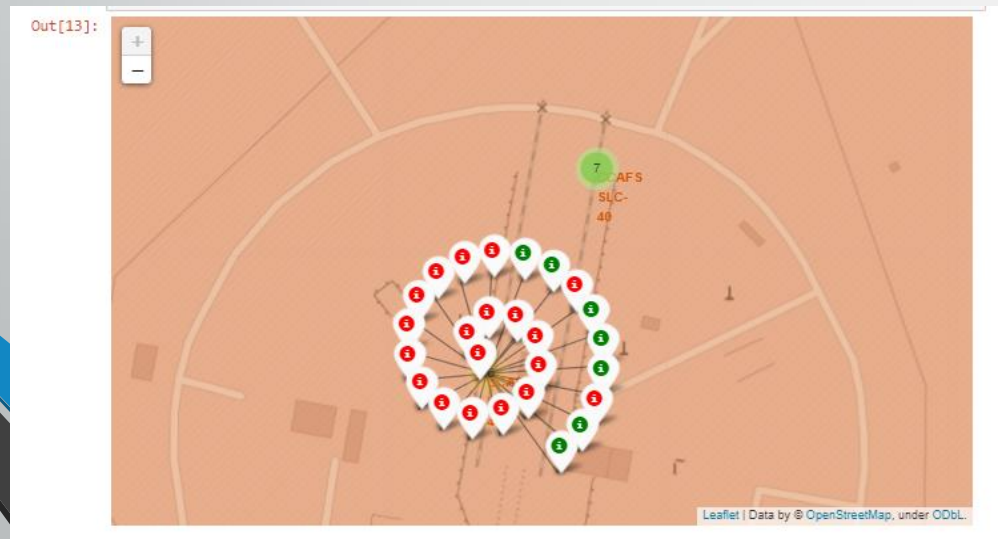 Out[13]:
+
−
7
CAFS
SLC-
40
Leaflet | Data by © OpenStreetMap, under ODbL.